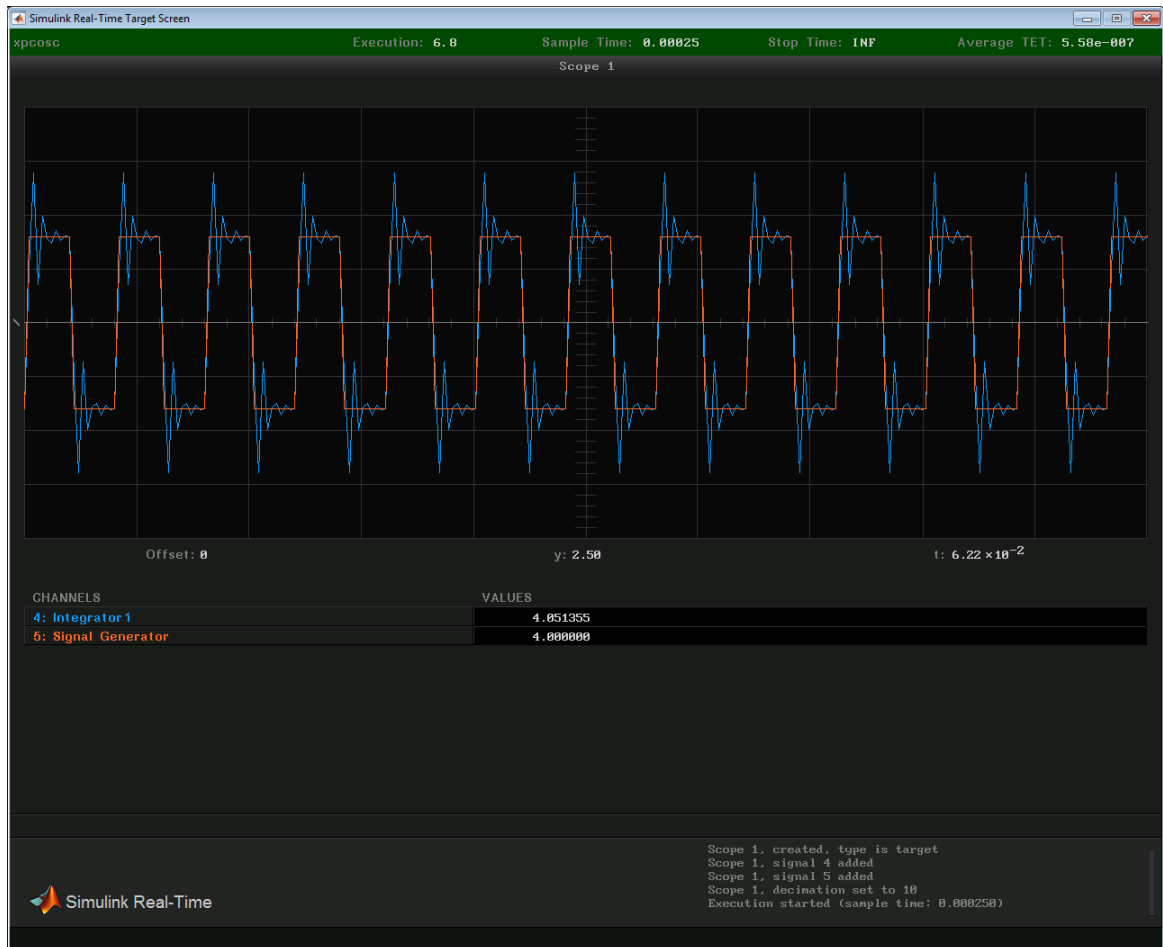 Simulink Real-Time Target Screen
xpcosc Execution: 6.8 Sample Time: 0.00025 Stop Time: INF Average TET: 5.58e-007
Scope 1
Offset: 0 y: 2.50 t: 6.22 ×10⁻²
CHANNELS VALUES
4: Integrator1 4.051355
5: Signal Generator 4.000000
Scope 1, created, type is target
Scope 1, signal 4 added
Scope 1, signal 5 added
Scope 1, decimation set to 10
Execution started (sample time: 0.000250)
Simulink Real-Time